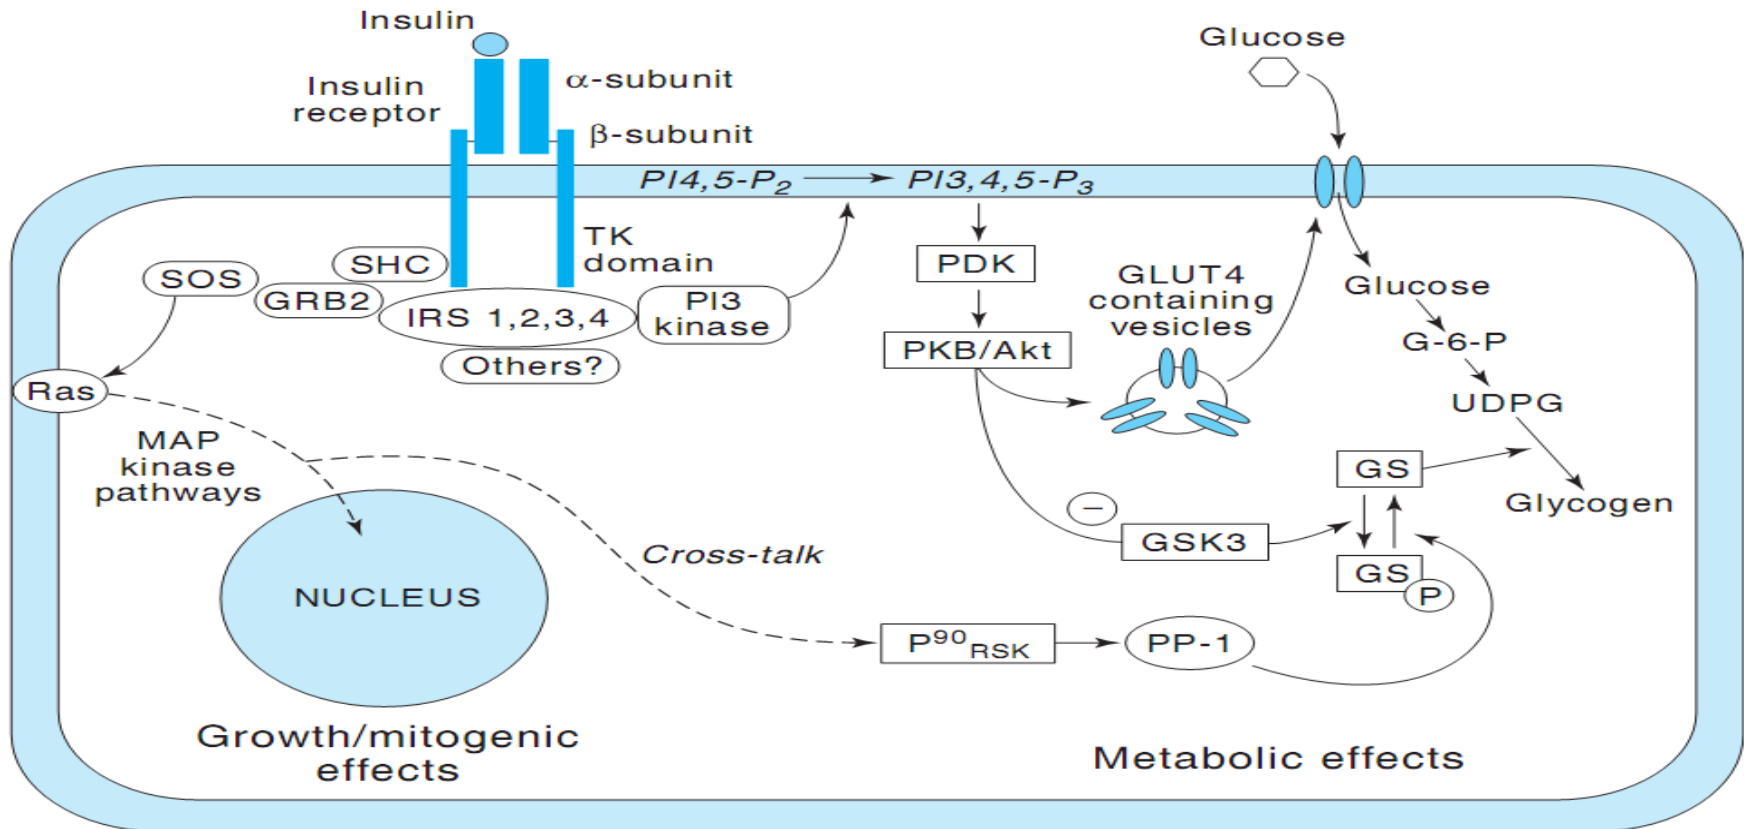 Insulin
Insulin
receptor
α-subunit
β-subunit
Glucose
PI4,5-P2
PI3,4,5-P3
TK
domain
SHC
SOS
GRB2
IRS 1,2,3,4
PI3
kinase
Others?
Ras
PDK
PKB/Akt
GLUT4
containing
vesicles
Glucose
G-6-P
UDPG
Glycogen
MAP
kinase
pathways
GS
−
GSK3
GS
P
Cross-talk
NUCLEUS
P90RSK
PP-1
Growth/mitogenic
effects
Metabolic effects